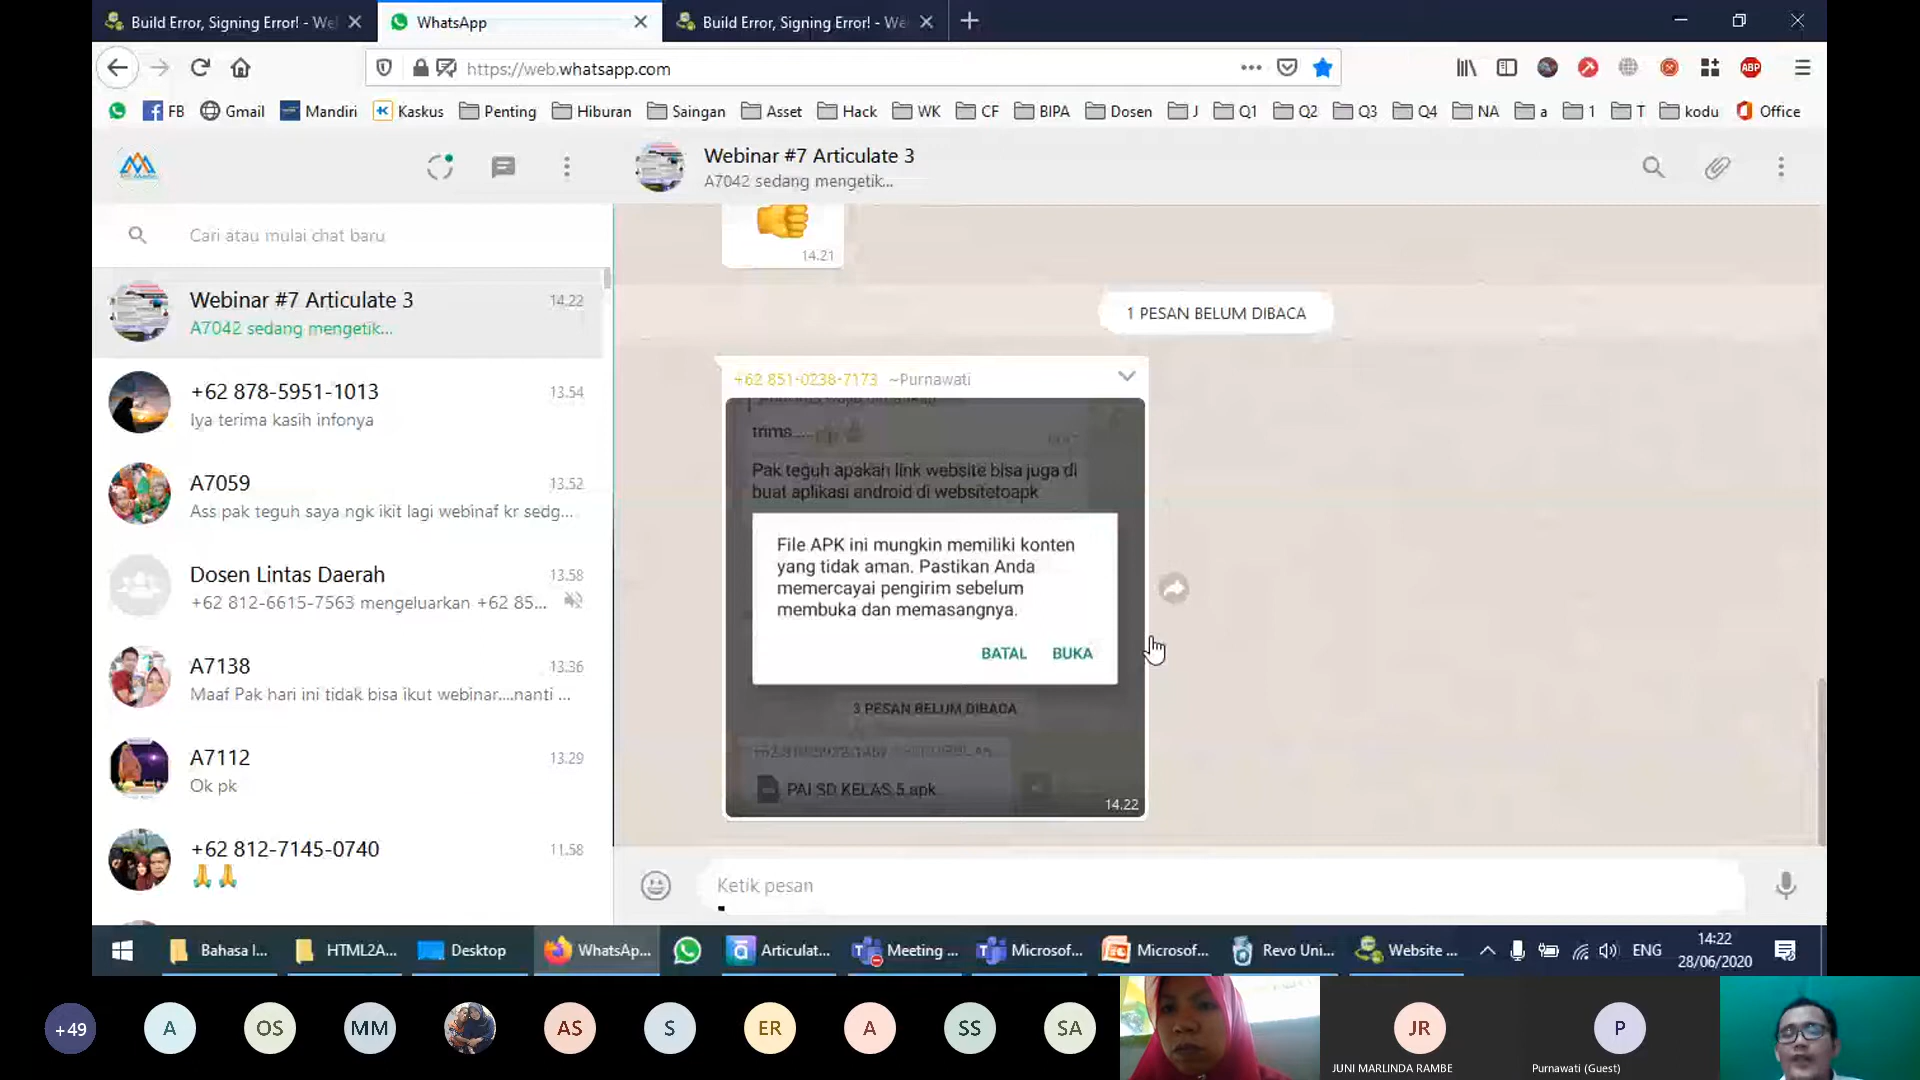 Build Error, Signing Error! - We
WhatsApp
Build Error, Signing Error! - We
https://web.whatsapp.com
FB
Gmail
Mandiri
Kaskus
Penting
Hiburan
Saingan
Asset
Hack
WK
CF
BIPA
Dosen
J
Q1
Q2
Q3
Q4
NA
a
1
T
kodu
Office
ABP
Webinar #7 Articulate 3
A7042 sedang mengetik...
Cari atau mulai chat baru
Webinar #7 Articulate 3
14.22
A7042 sedang mengetik...
+62 878-5951-1013
13.54
Iya terima kasih infonya
A7059
13.52
Ass pak teguh saya ngk ikit lagi webinaf kr sedg...
Dosen Lintas Daerah
13.58
+62 812-6615-7563 mengeluarkan +62 85...
A7138
13.36
Maaf Pak hari ini tidak bisa ikut webinar....nanti ...
A7112
13.29
Ok pk
+62 812-7145-0740
11.58
14.21
1 PESAN BELUM DIBACA
+62 851-0238-7173 ~Purnawati
trims....
Pak teguh apakah link website bisa juga di
buat aplikasi android di websitetoapk
File APK ini mungkin memiliki konten
yang tidak aman. Pastikan Anda
memercayai pengirim sebelum
membuka dan memasangnya.
BATAL
BUKA
3 PESAN BELUM DIBACA
PAI SD KELAS 5.apk
14.22
Ketik pesan
Bahasa I...
HTML2A...
Desktop
WhatsAp...
Articulat...
Meeting ...
Microsof...
Microsof...
Revo Uni...
Website ...
ENG
14:22
28/06/2020
+49
A
OS
MM
AS
S
ER
A
SS
SA
JR
JUNI MARLINDA RAMBE
P
Purnawati (Guest)